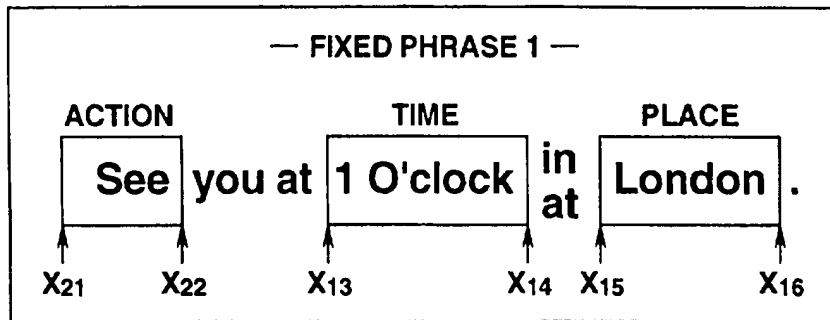 — FIXED PHRASE 1 —
ACTION TIME PLACE
See you at 1 O'clock in London .
at
X21 X22 X13 X14 X15 X16